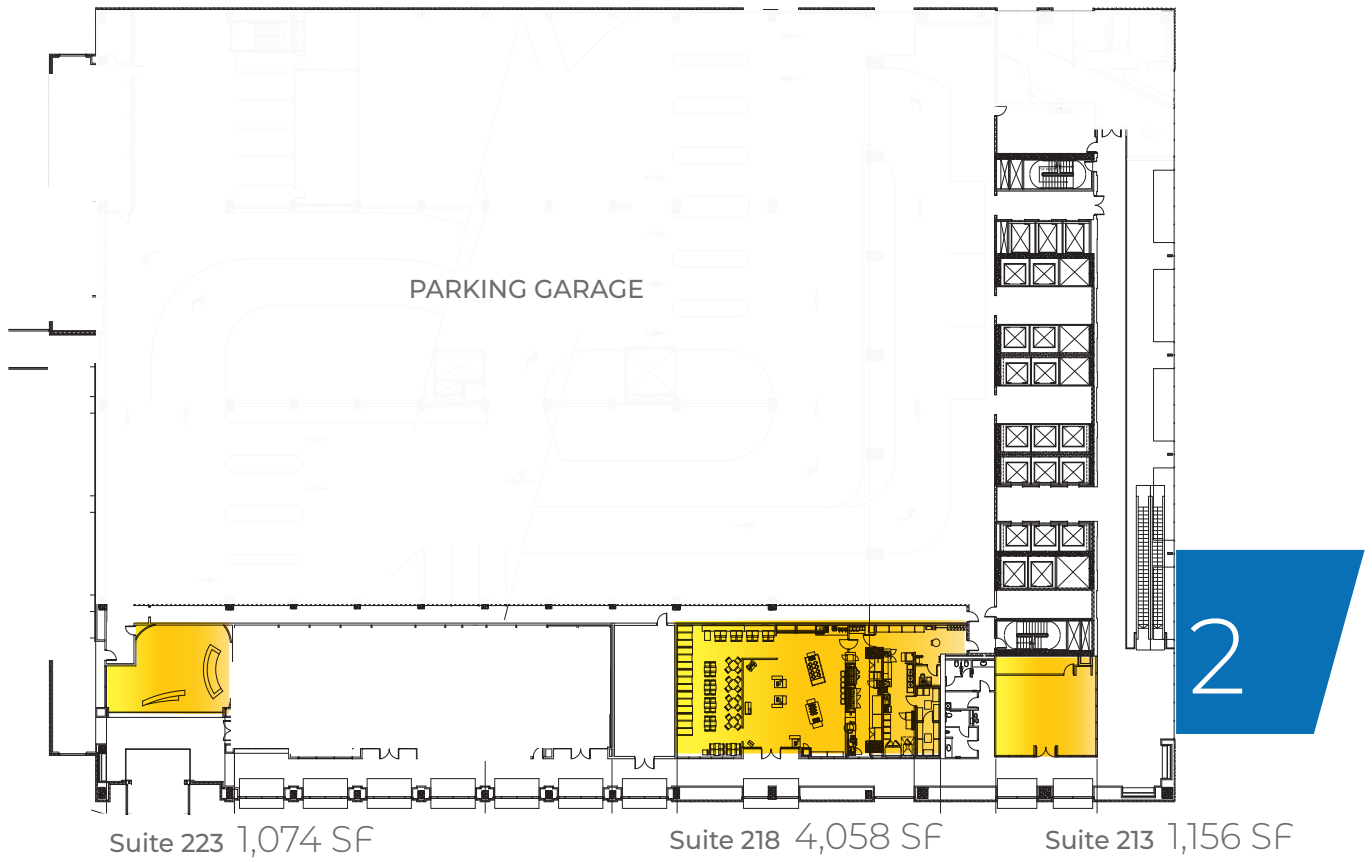 PARKING GARAGE
2
Suite 223 1,074 SF
Suite 218 4,058 SF
Suite 213 1,156 SF